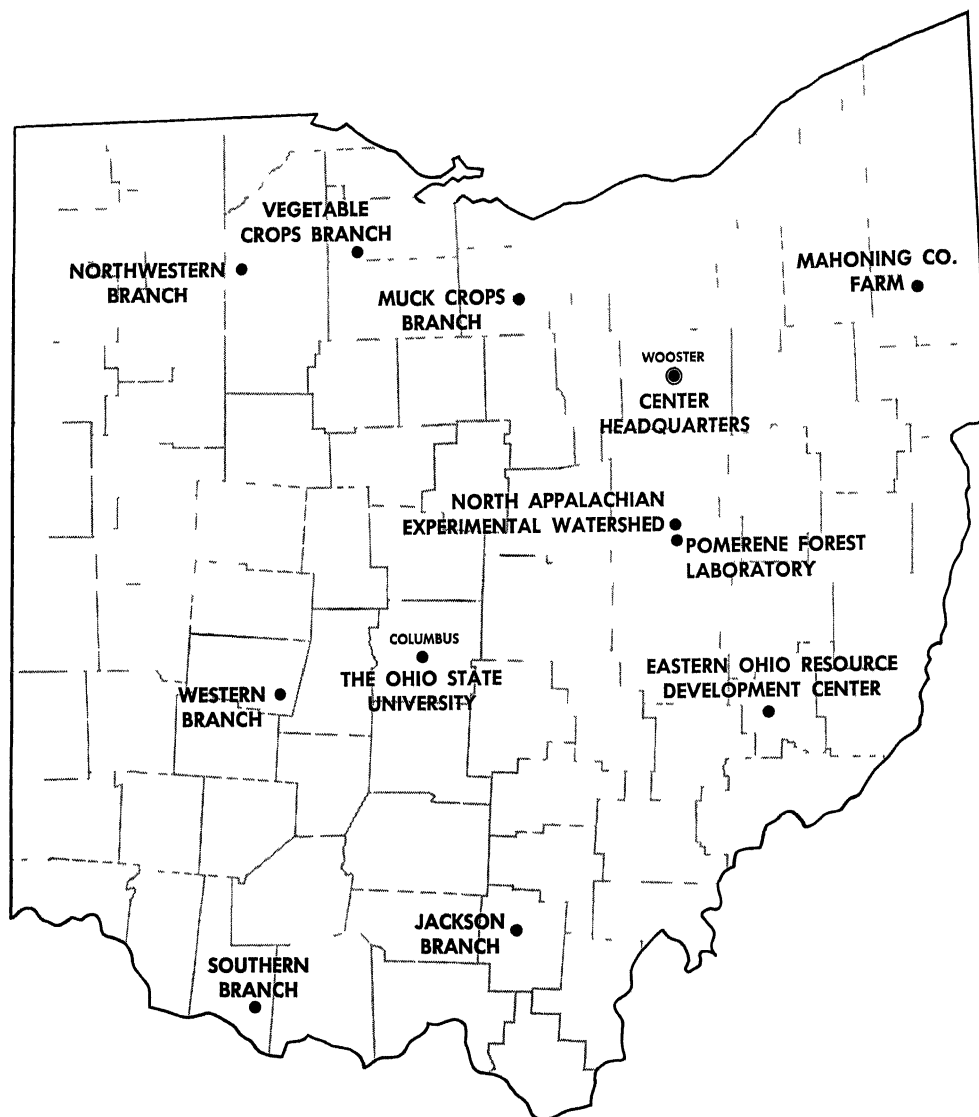 VEGETABLE
CROPS BRANCH
NORTHWESTERN
BRANCH
MUCK CROPS
BRANCH
MAHONING CO.
FARM
WOOSTER
CENTER
HEADQUARTERS
NORTH APPALACHIAN
EXPERIMENTAL WATERSHED
POMERENE FOREST
LABORATORY
COLUMBUS
THE OHIO STATE
UNIVERSITY
EASTERN OHIO RESOURCE
DEVELOPMENT CENTER
WESTERN
BRANCH
JACKSON
BRANCH
SOUTHERN
BRANCH